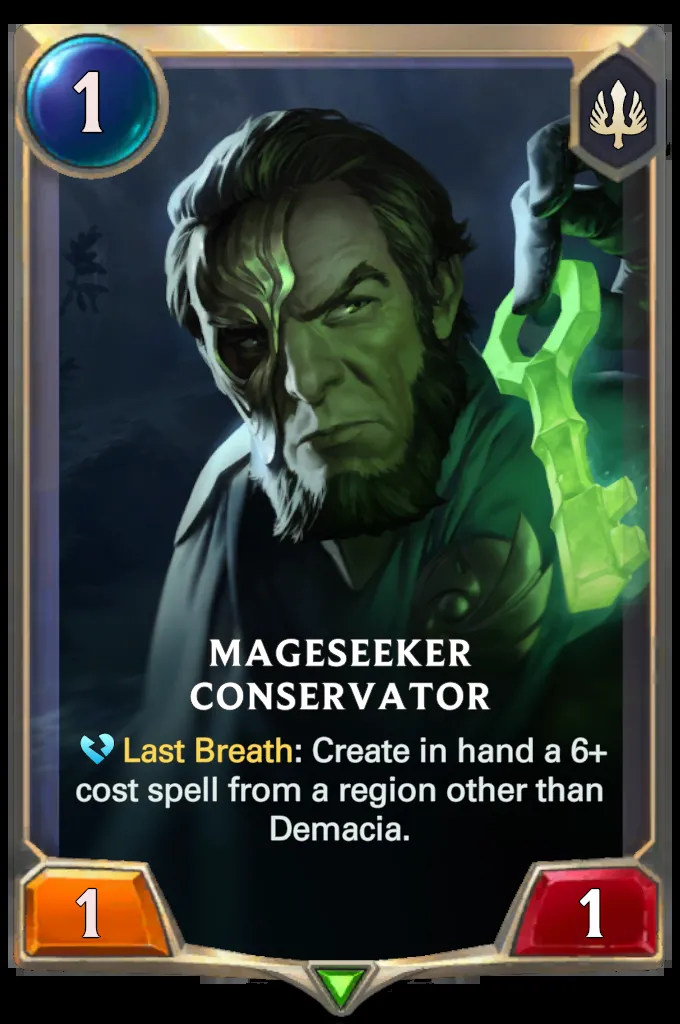 1
MAGESEEKER
CONSERVATOR
Last Breath: Create in hand a 6+
cost spell from a region other than
Demacia.
1
1